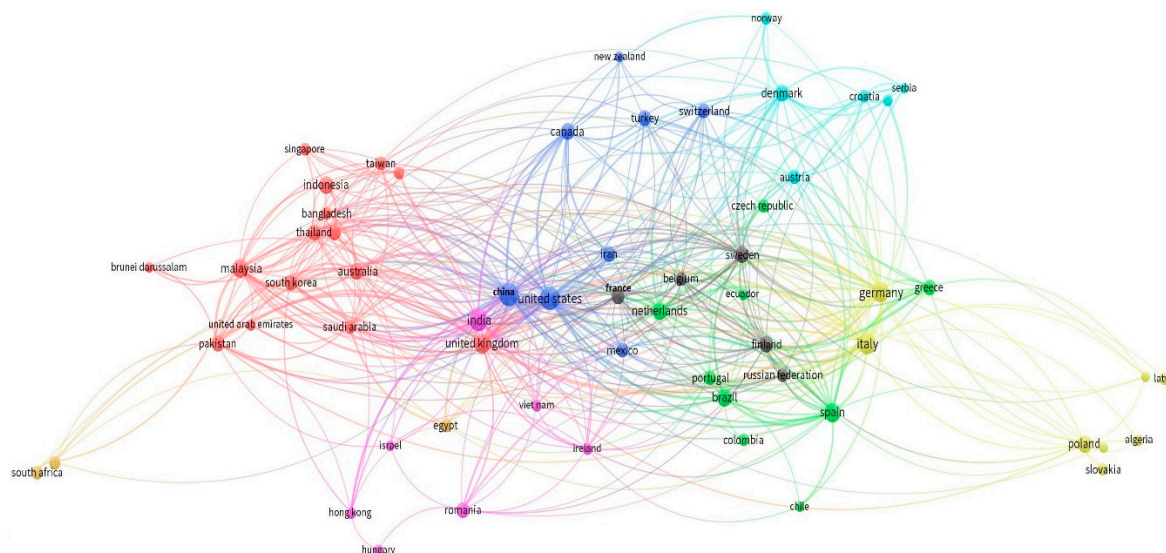 norway
new zealand
serbia
denmark
croatia
switzerland
turkey
canada
singapore
taiwan
austria
indonesia
czech republic
bangladesh
thailand
iran
sweden
brunei darussalam
malaysia
australia
belgium
south korea
china
france
ecuador
greece
germany
united states
netherlands
india
united arab emirates
saudi arabia
pakistan
united kingdom
mexico
finland
italy
russian federation
portugal
lat
brazil
viet nam
spain
egypt
colombia
israel
ireland
poland
algeria
south africa
slovakia
chile
hong kong
romania
hungary